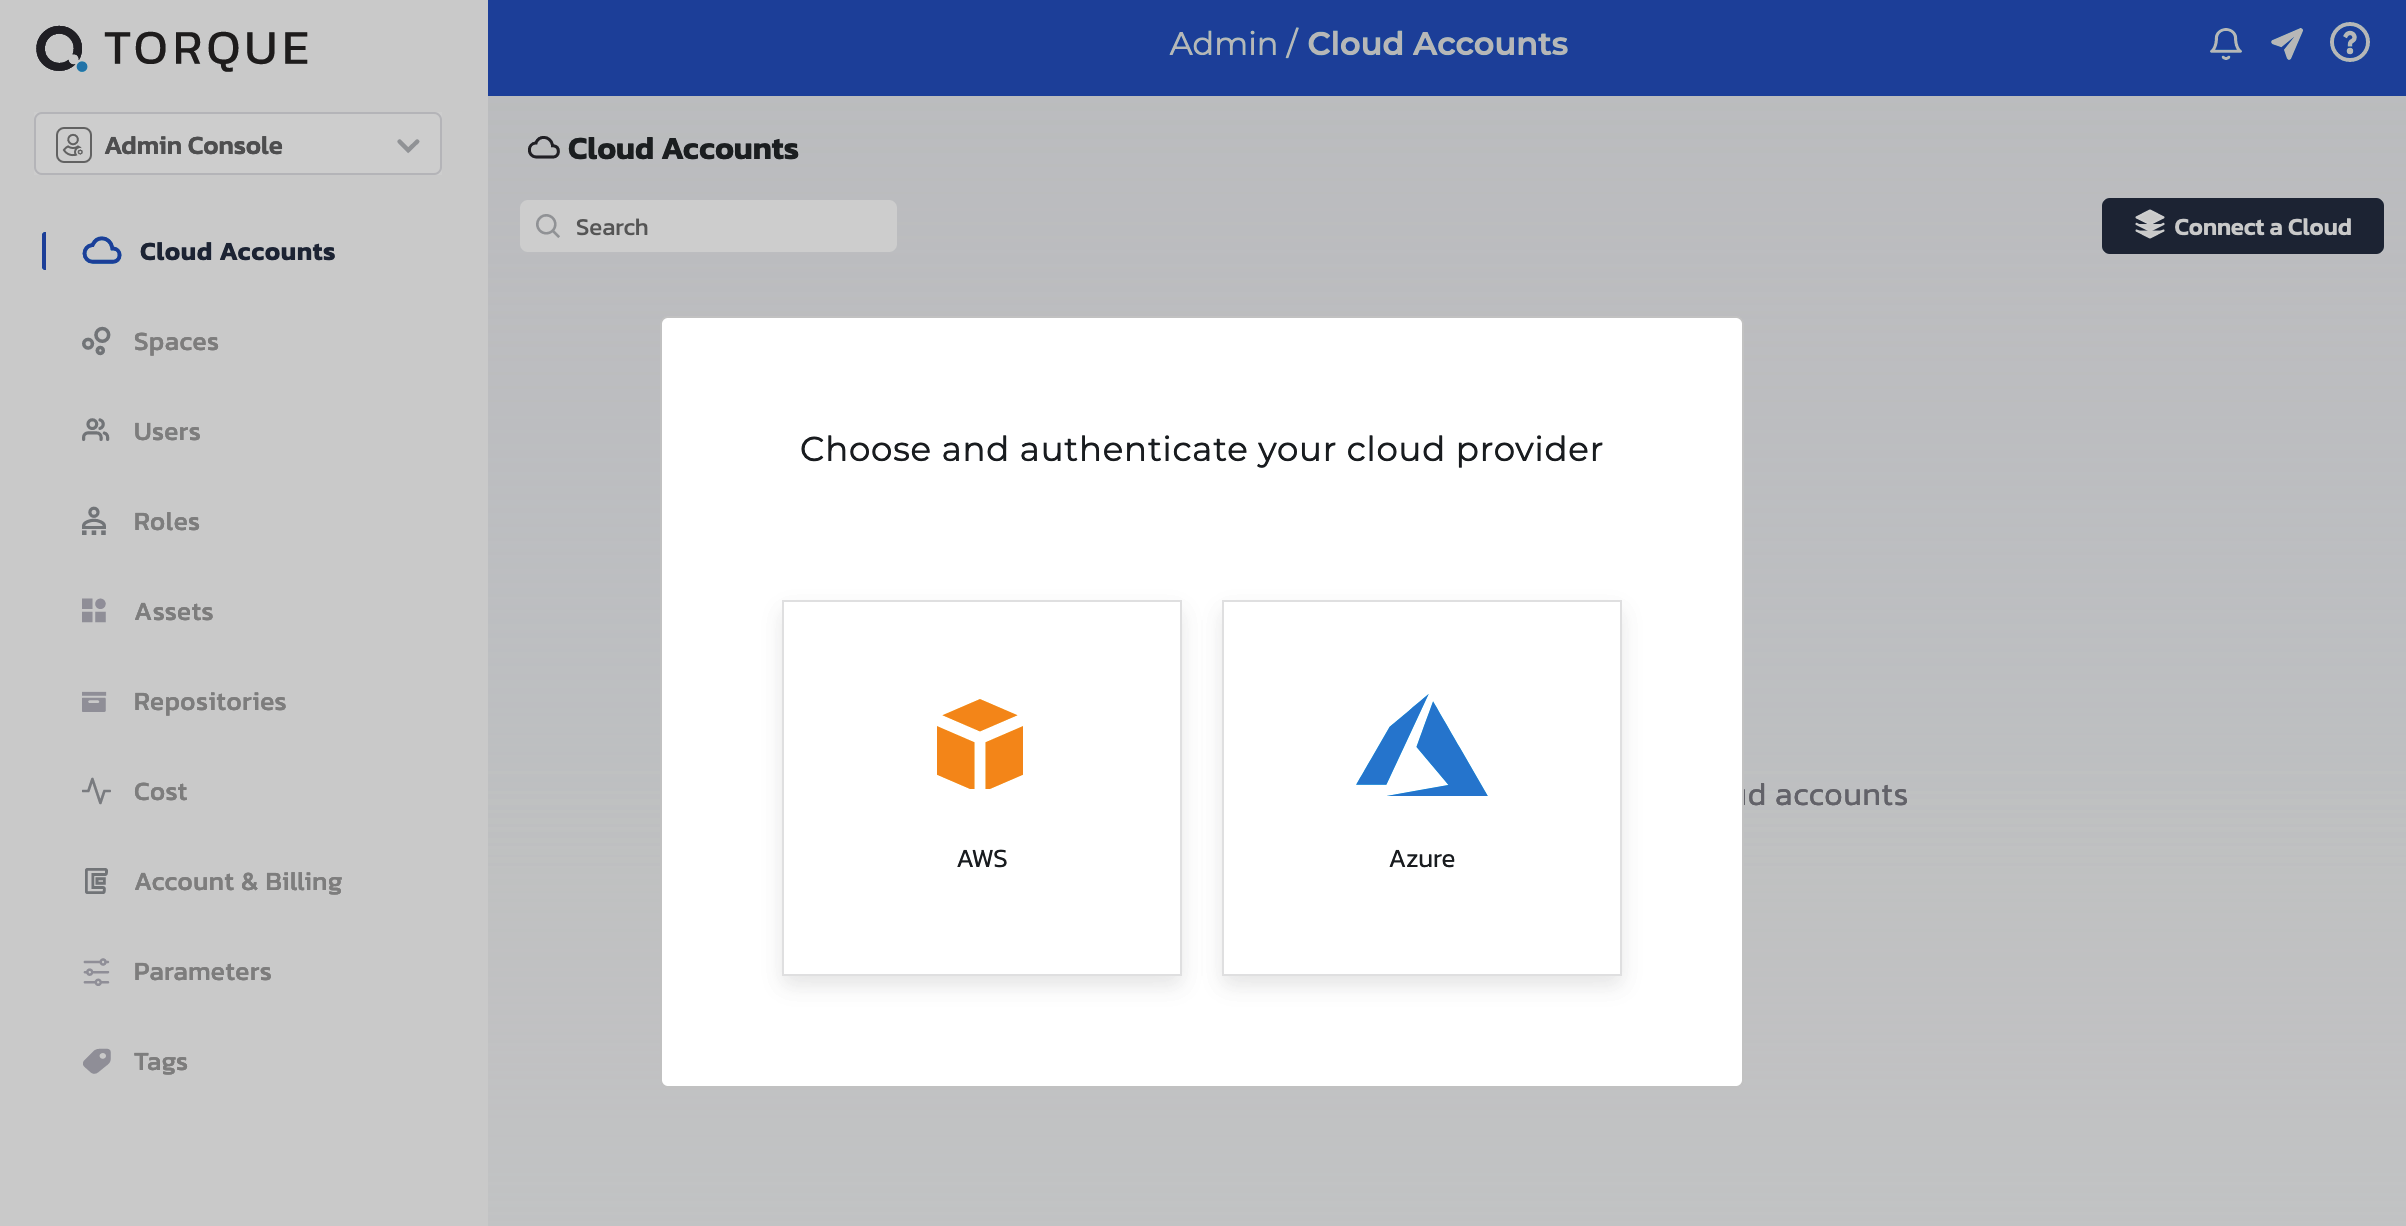 TORQUE
Admin / Cloud Accounts
Admin Console
Cloud Accounts
Spaces
Users
Roles
Assets
Repositories
Cost
Account & Billing
Parameters
Tags
Cloud Accounts
Search
Connect a Cloud
Choose and authenticate your cloud provider
AWS
Azure
accounts